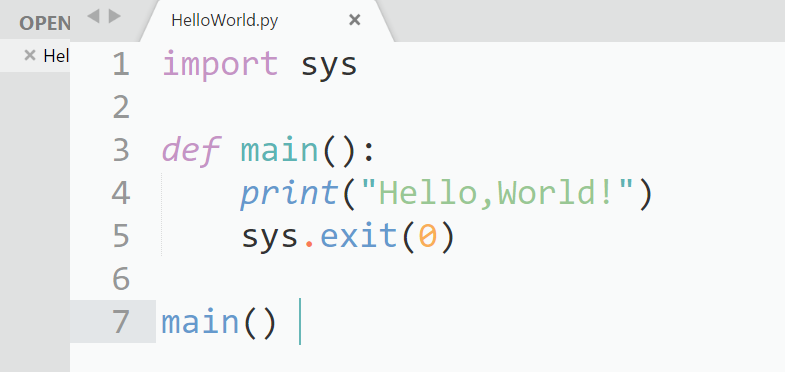 OPEN
HelloWorld.py
Hel
1 import sys
2
3 def main():
4     print("Hello,World!")
5     sys.exit(0)
6
7 main()